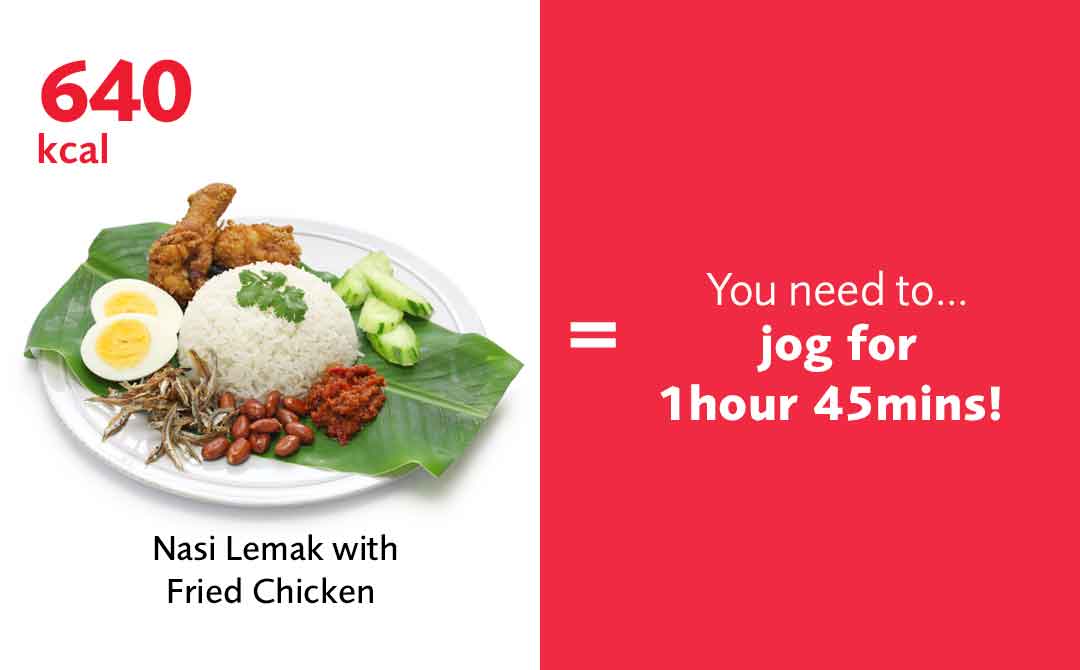 640
kcal
Nasi Lemak with
Fried Chicken
=
You need to...
jog for
1hour 45mins!